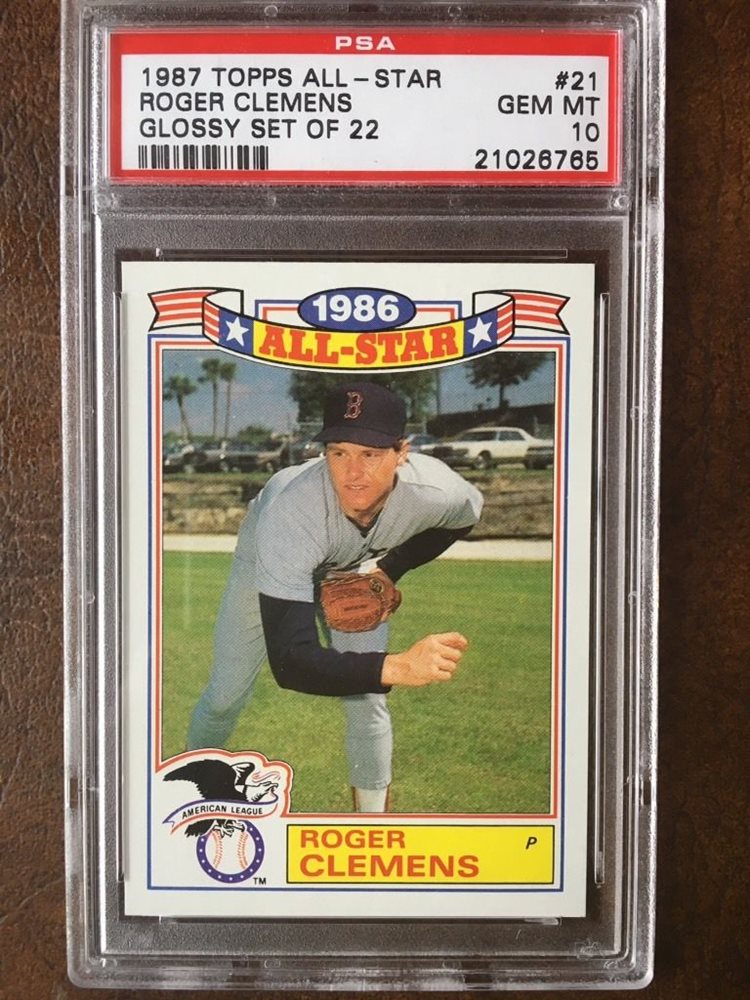 PSA
1987 TOPPS ALL-STAR #21
ROGER CLEMENS GEM MT
GLOSSY SET OF 22 10
21026765
1986
ALL-STAR
B
AMERICAN LEAGUE
TM
ROGER P
CLEMENS